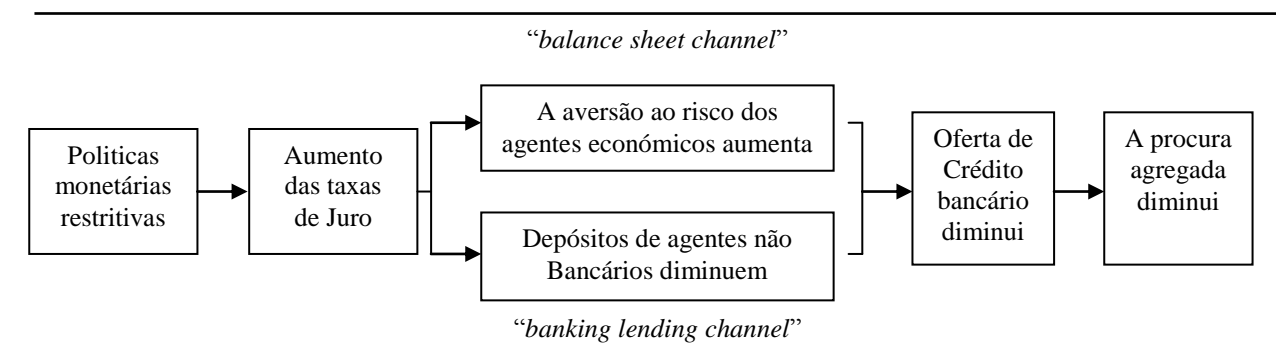 “balance sheet channel”
Politicas
monetárias
restritivas
Aumento
das taxas
de Juro
A aversão ao risco dos
agentes económicos aumenta
Depósitos de agentes não
Bancários diminuem
Oferta de
Crédito
bancário
diminui
A procura
agregada
diminui
“banking lending channel”